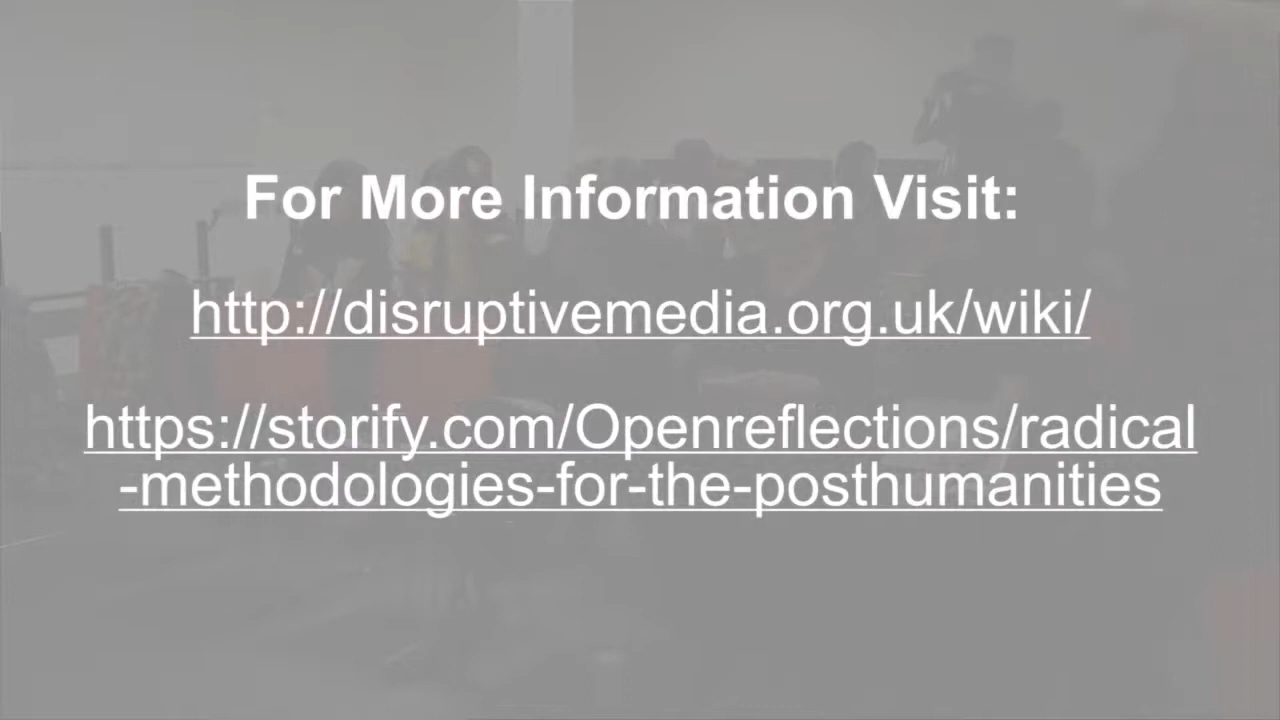 For More Information Visit:
http://disruptivemedia.org.uk/wiki/
https://storify.com/Openreflections/radical
-methodologies-for-the-posthumanities